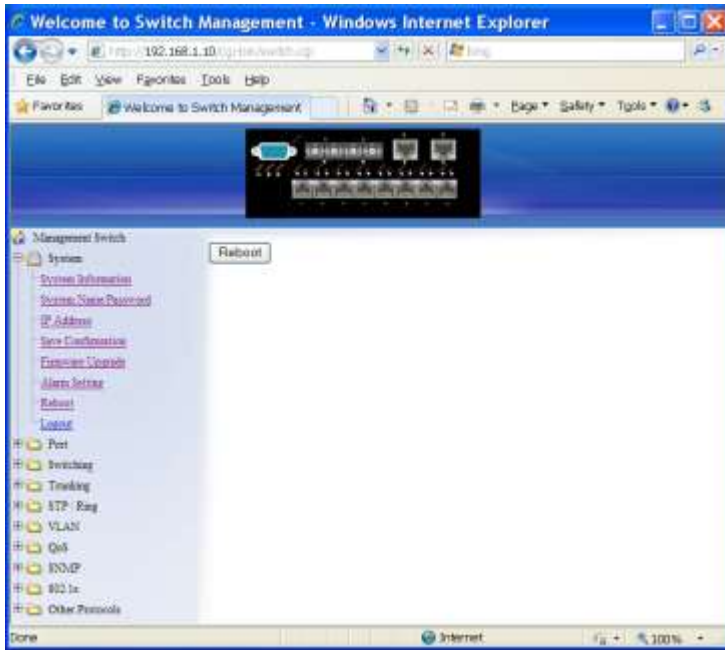 Welcome to Switch Management - Windows Internet Explorer
192.168.1.10
File Edit View Favorites Tools Help
Favorites Welcome to Switch Management Page Safety Tools
Management Switch
System
System Information
System Name/Password
IP Address
Save Configuration
Firmware Upgrade
Alarm Setting
Reboot
Logout
Port
Switching
Trunking
STP / Ring
VLAN
QoS
SNMP
802.1x
Other Protocols
Reboot
Done Internet 100%